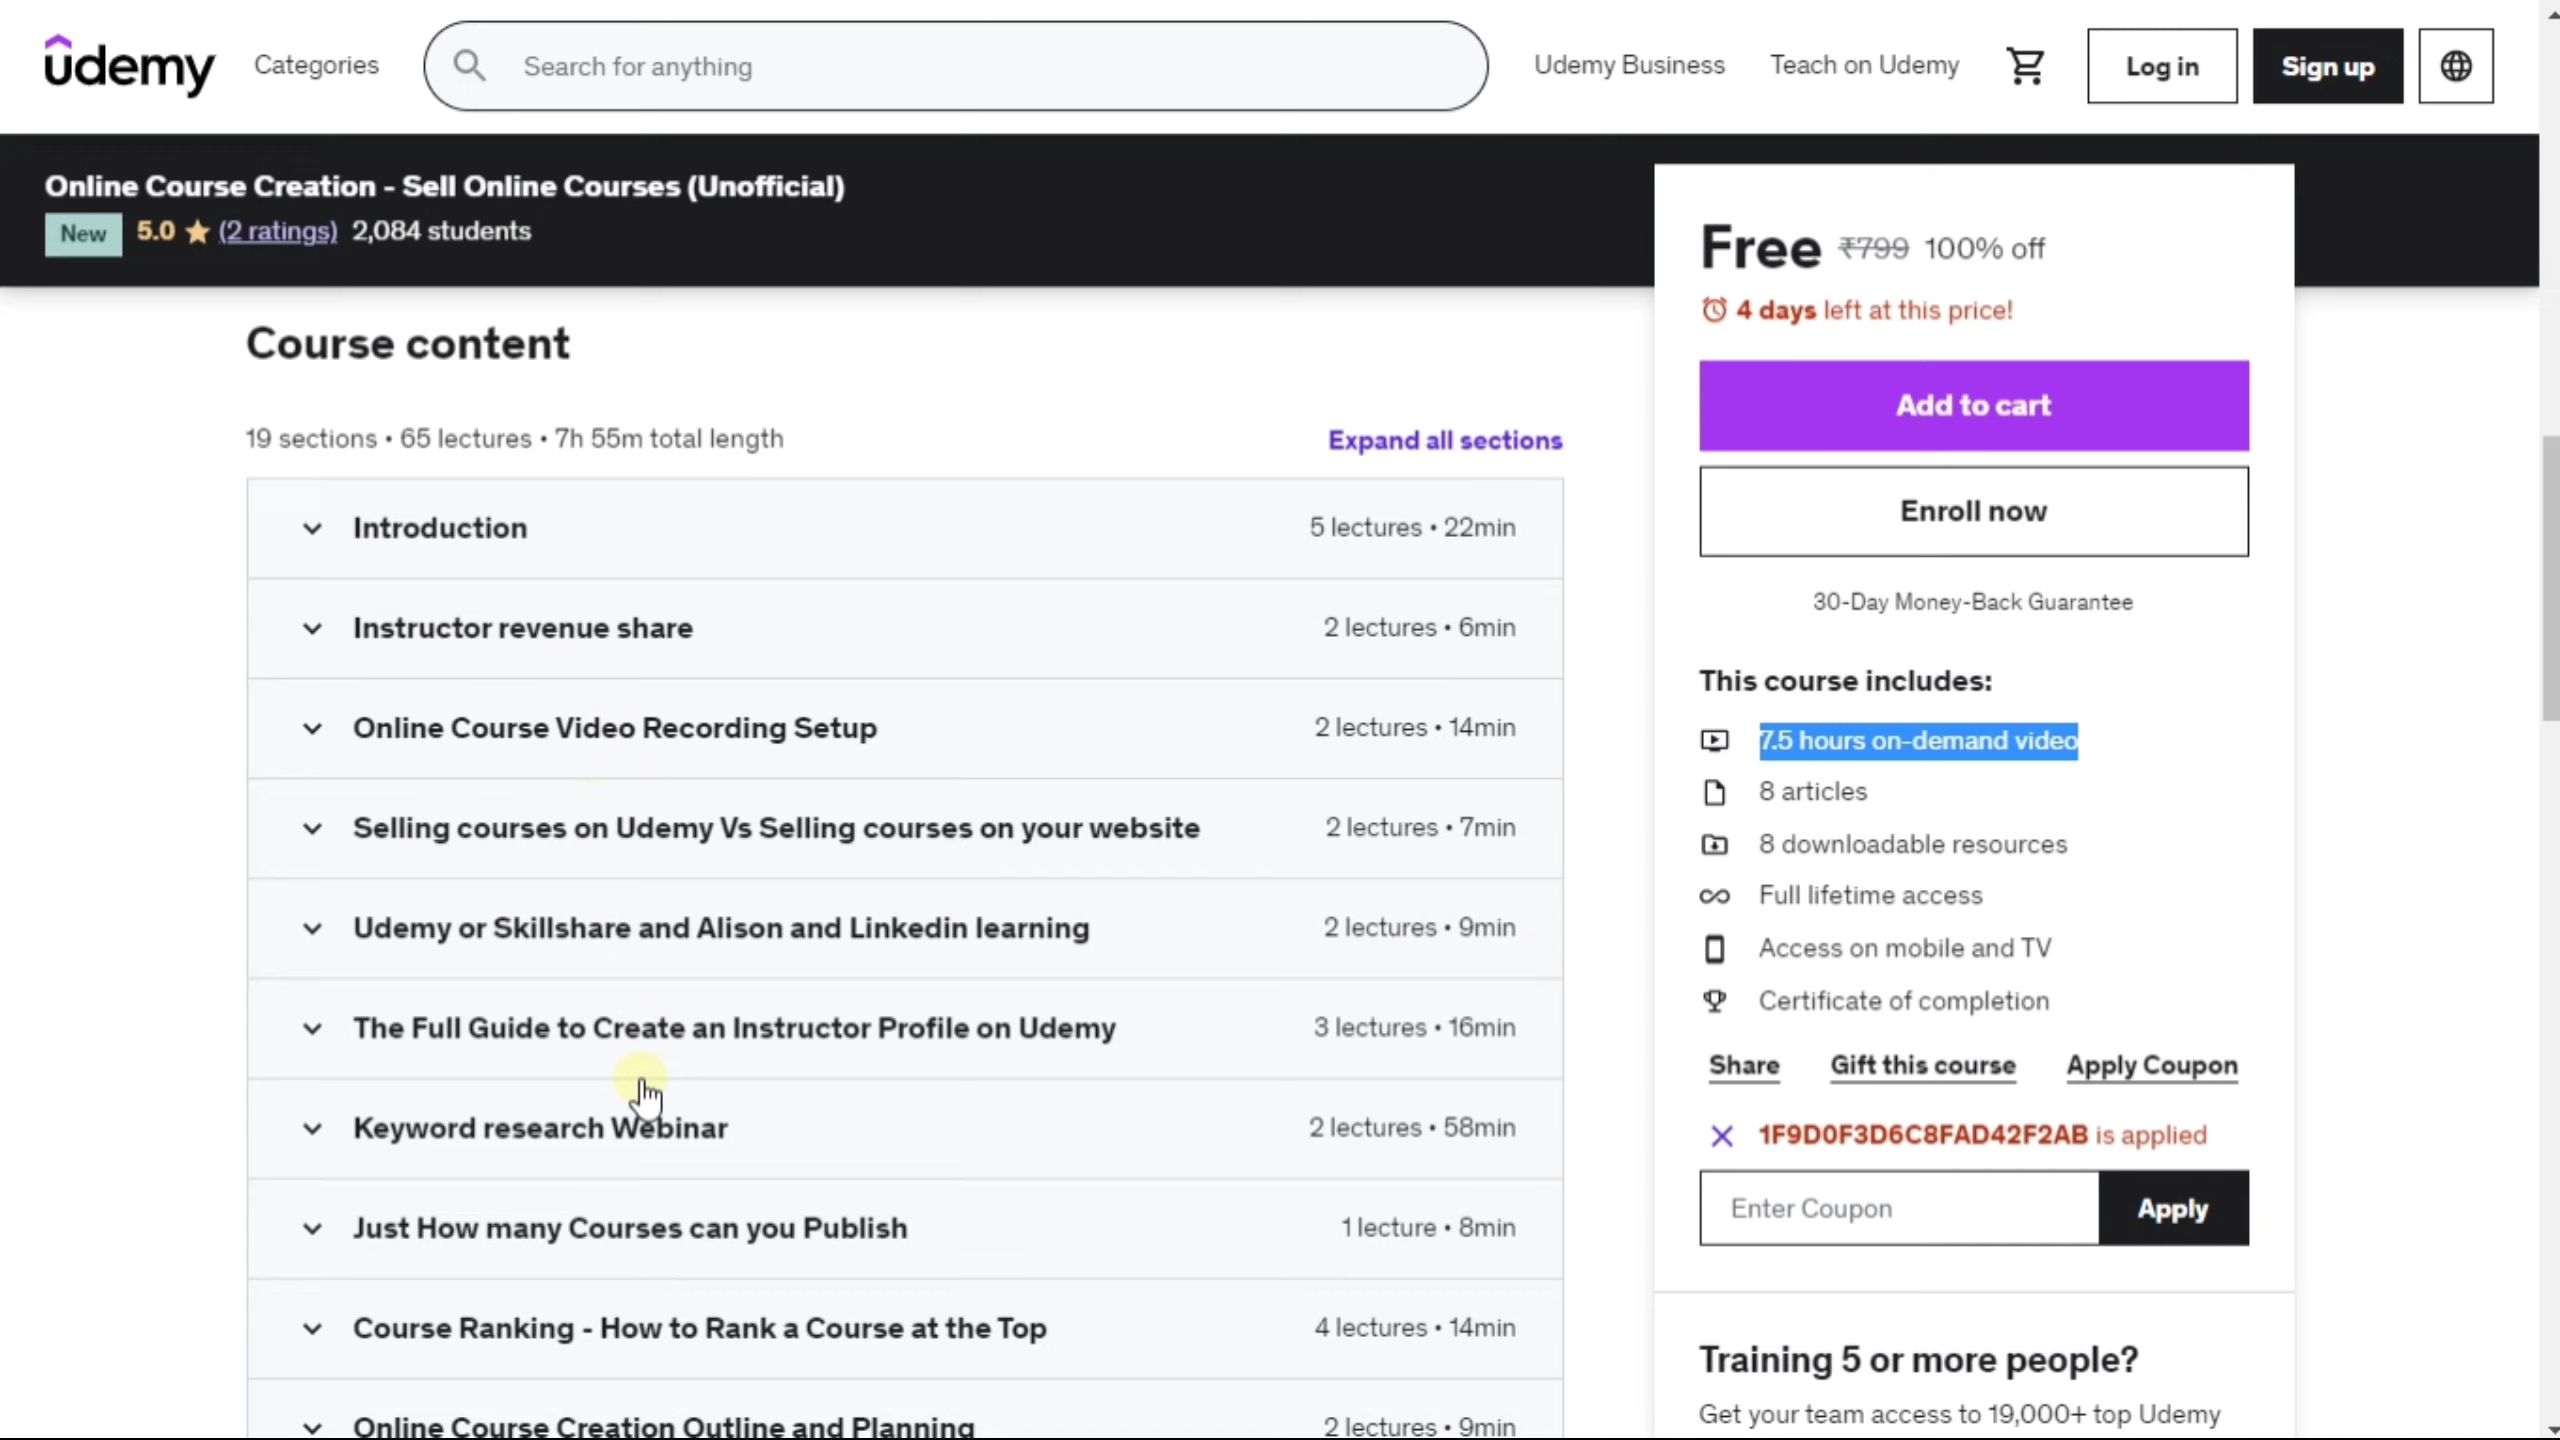 udemy
Categories
Search for anything
Udemy Business
Teach on Udemy
Log in
Sign up
Online Course Creation - Sell Online Courses (Unofficial)
New 5.0 (2 ratings) 2,084 students
Course content
19 sections • 65 lectures • 7h 55m total length
Expand all sections
Introduction 5 lectures • 22min
Instructor revenue share 2 lectures • 6min
Online Course Video Recording Setup 2 lectures • 14min
Selling courses on Udemy Vs Selling courses on your website 2 lectures • 7min
Udemy or Skillshare and Alison and Linkedin learning 2 lectures • 9min
The Full Guide to Create an Instructor Profile on Udemy 3 lectures • 16min
Keyword research Webinar 2 lectures • 58min
Just How many Courses can you Publish 1 lecture • 8min
Course Ranking - How to Rank a Course at the Top 4 lectures • 14min
Online Course Creation Outline and Planning 2 lectures • 9min
Free ₹799 100% off
4 days left at this price!
Add to cart
Enroll now
30-Day Money-Back Guarantee
This course includes:
7.5 hours on-demand video
8 articles
8 downloadable resources
Full lifetime access
Access on mobile and TV
Certificate of completion
Share Gift this course Apply Coupon
1F9D0F3D6C8FAD42F2AB is applied
Enter Coupon Apply
Training 5 or more people?
Get your team access to 19,000+ top Udemy